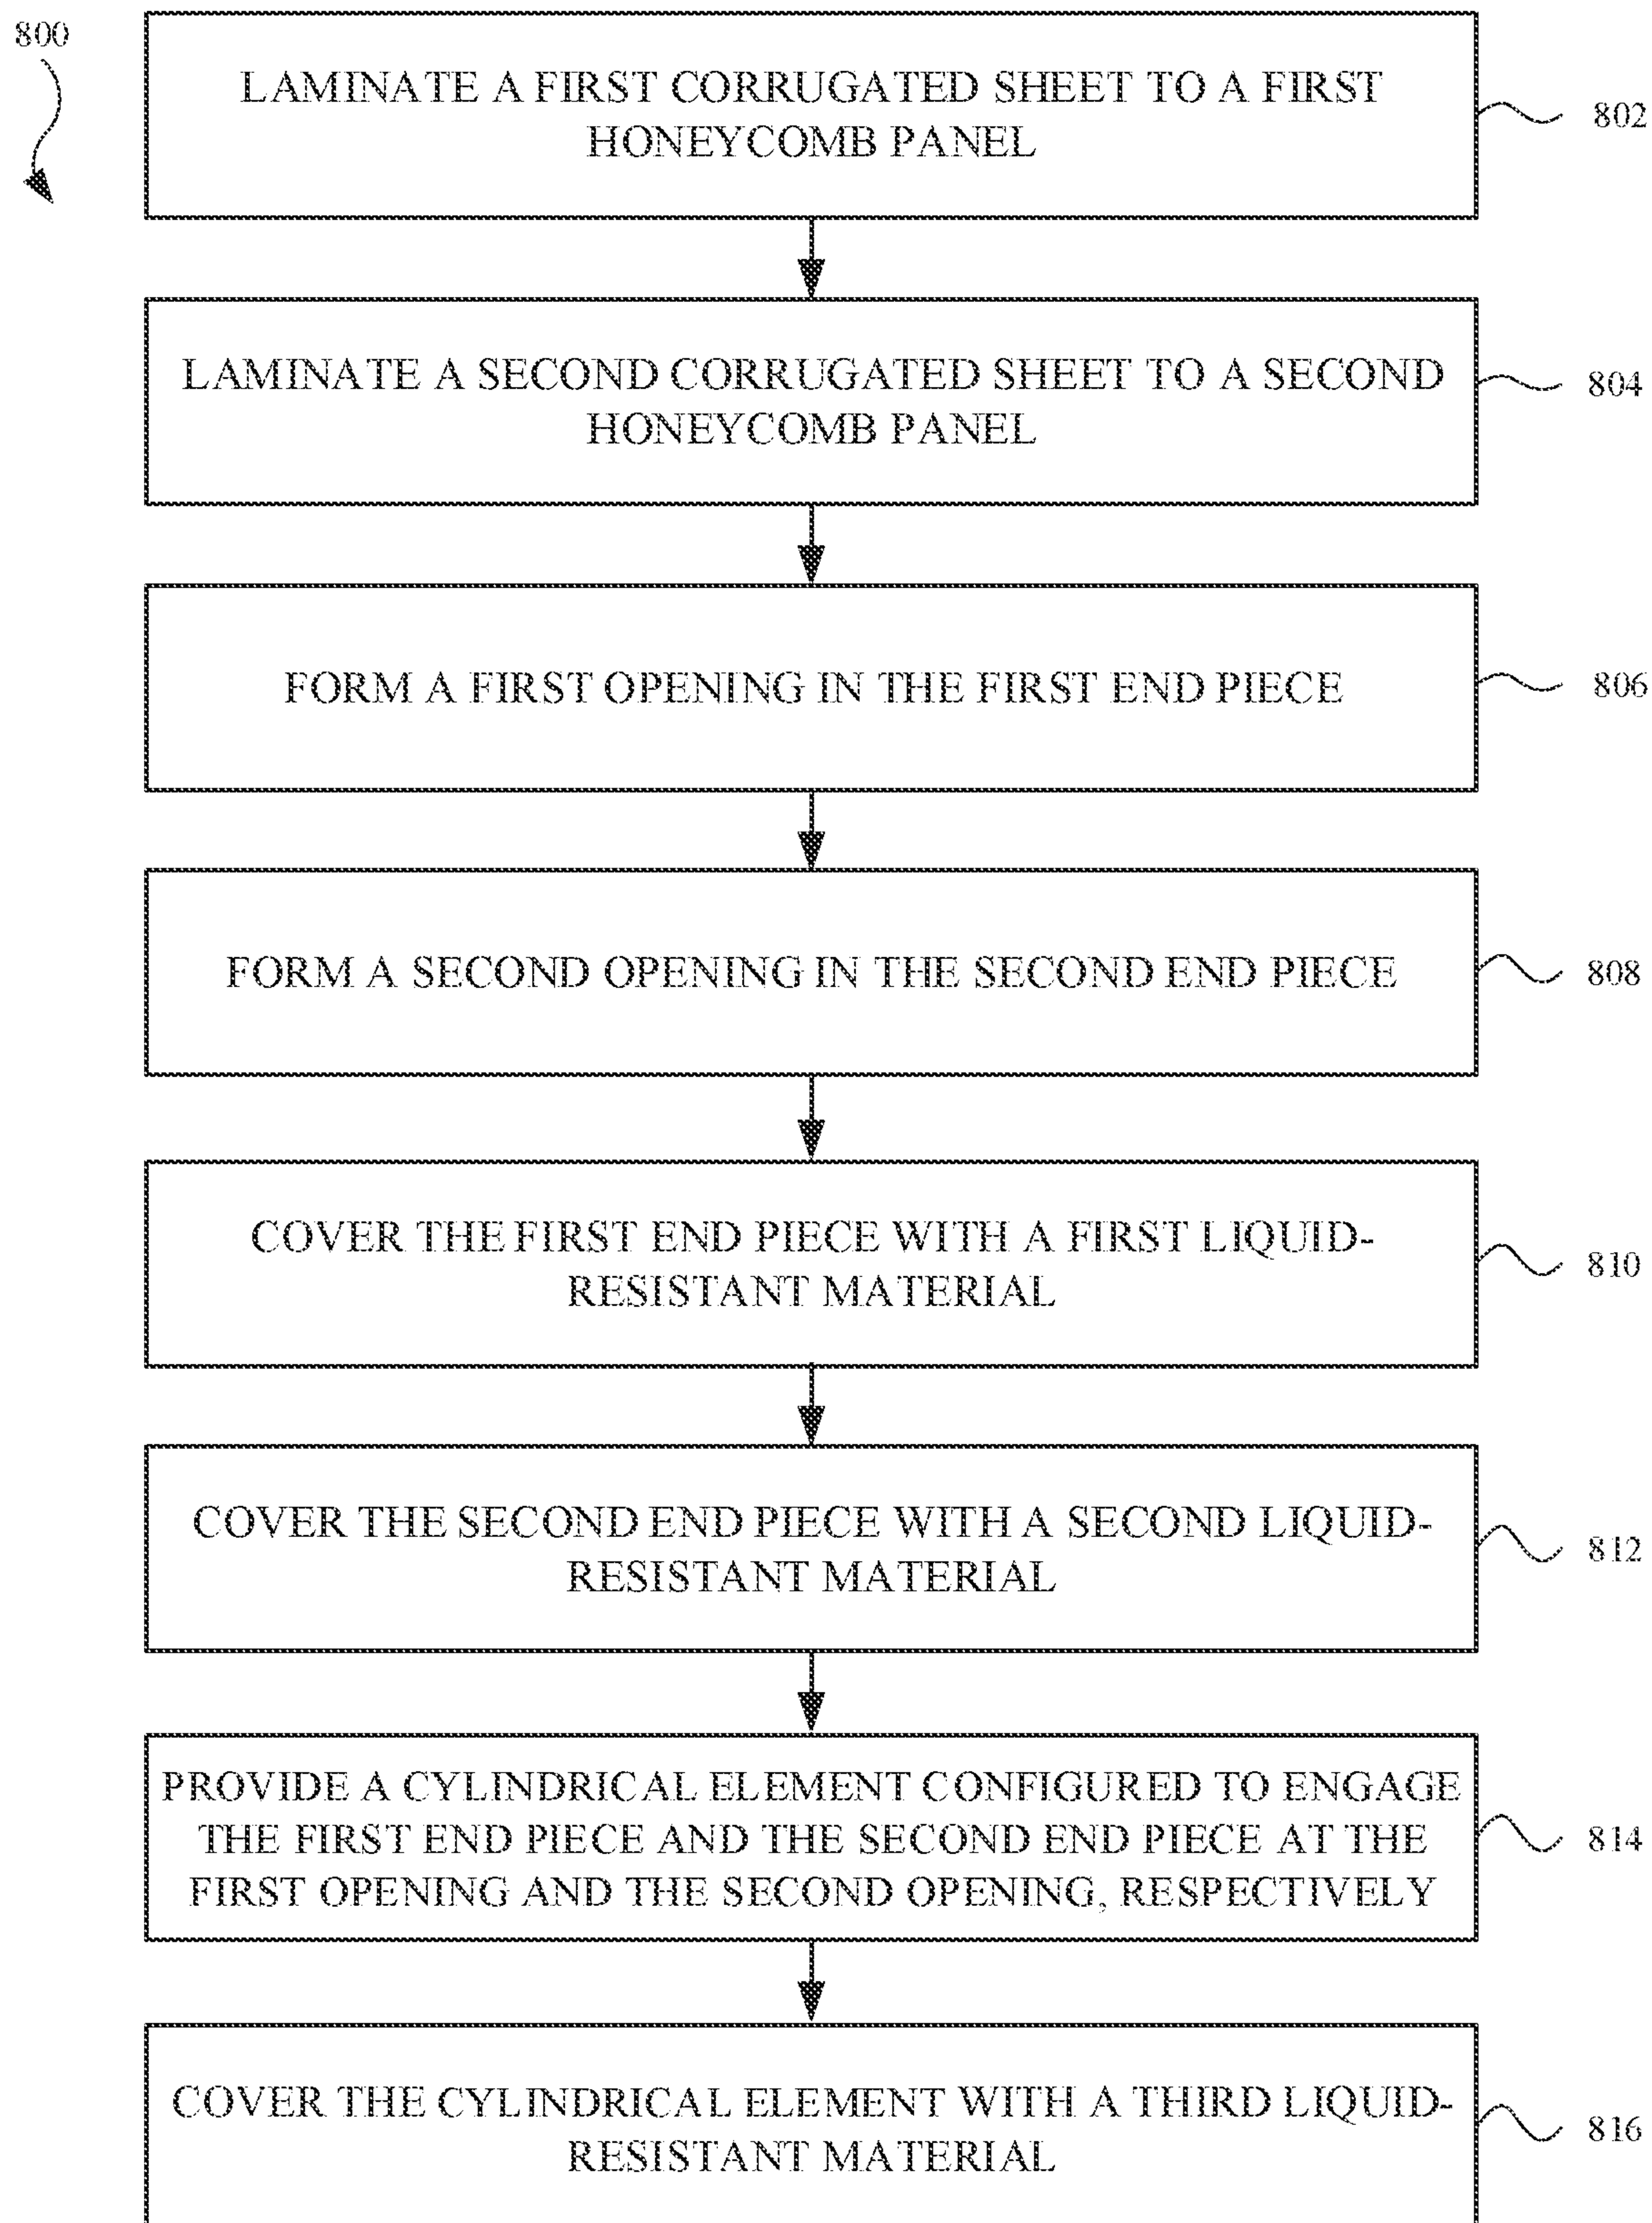 800
LAMINATE A FIRST CORRUGATED SHEET TO A FIRST
HONEYCOMB PANEL
802
LAMINATE A SECOND CORRUGATED SHEET TO A SECOND
HONEYCOMB PANEL
804
FORM A FIRST OPENING IN THE FIRST END PIECE
806
FORM A SECOND OPENING IN THE SECOND END PIECE
808
COVER THE FIRST END PIECE WITH A FIRST LIQUID-
RESISTANT MATERIAL
810
COVER THE SECOND END PIECE WITH A SECOND LIQUID-
RESISTANT MATERIAL
812
PROVIDE A CYLINDRICAL ELEMENT CONFIGURED TO ENGAGE
THE FIRST END PIECE AND THE SECOND END PIECE AT THE
FIRST OPENING AND THE SECOND OPENING, RESPECTIVELY
814
COVER THE CYLINDRICAL ELEMENT WITH A THIRD LIQUID-
RESISTANT MATERIAL
816